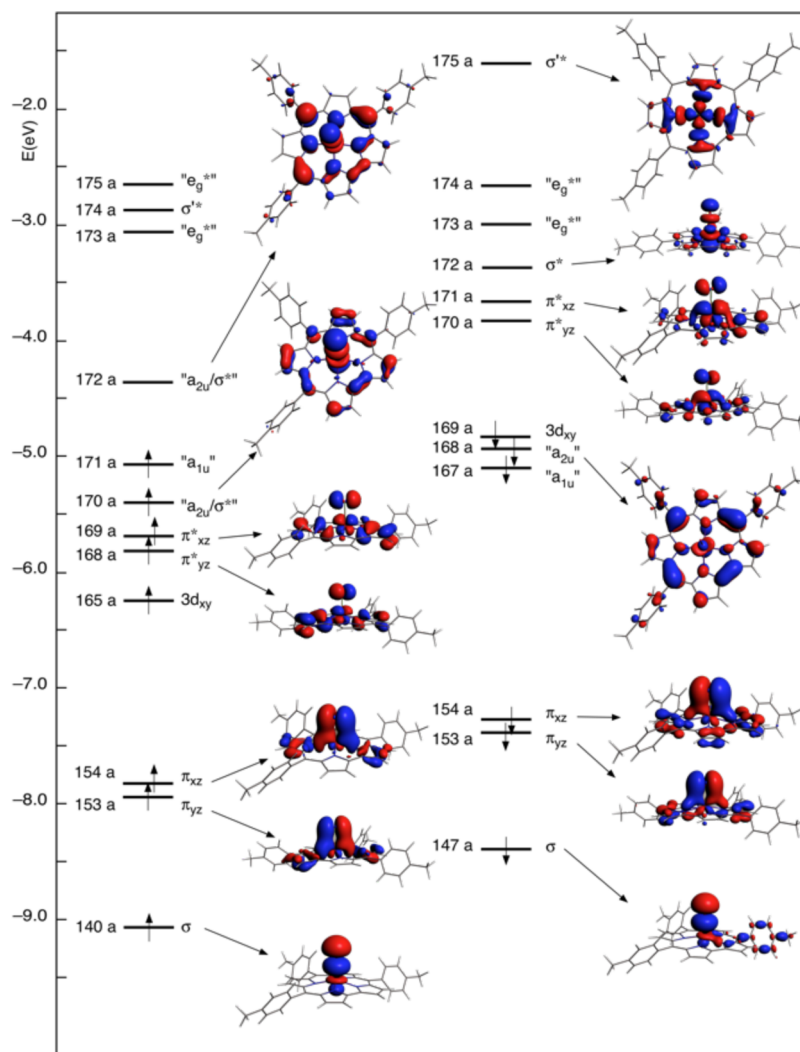 E(eV)
−2.0
−3.0
−4.0
−5.0
−6.0
−7.0
−8.0
−9.0
175 a "eg*"
174 a σ'*
173 a "eg*"
172 a "a2u/σ*"
171 a "a1u"
170 a "a2u/σ*"
169 a π*xz
168 a π*yz
165 a 3dxy
154 a πxz
153 a πyz
140 a σ
175 a σ'*
174 a "eg*"
173 a "eg*"
172 a σ*
171 a π*xz
170 a π*yz
169 a 3dxy
168 a "a2u"
167 a "a1u"
154 a πxz
153 a πyz
147 a σ